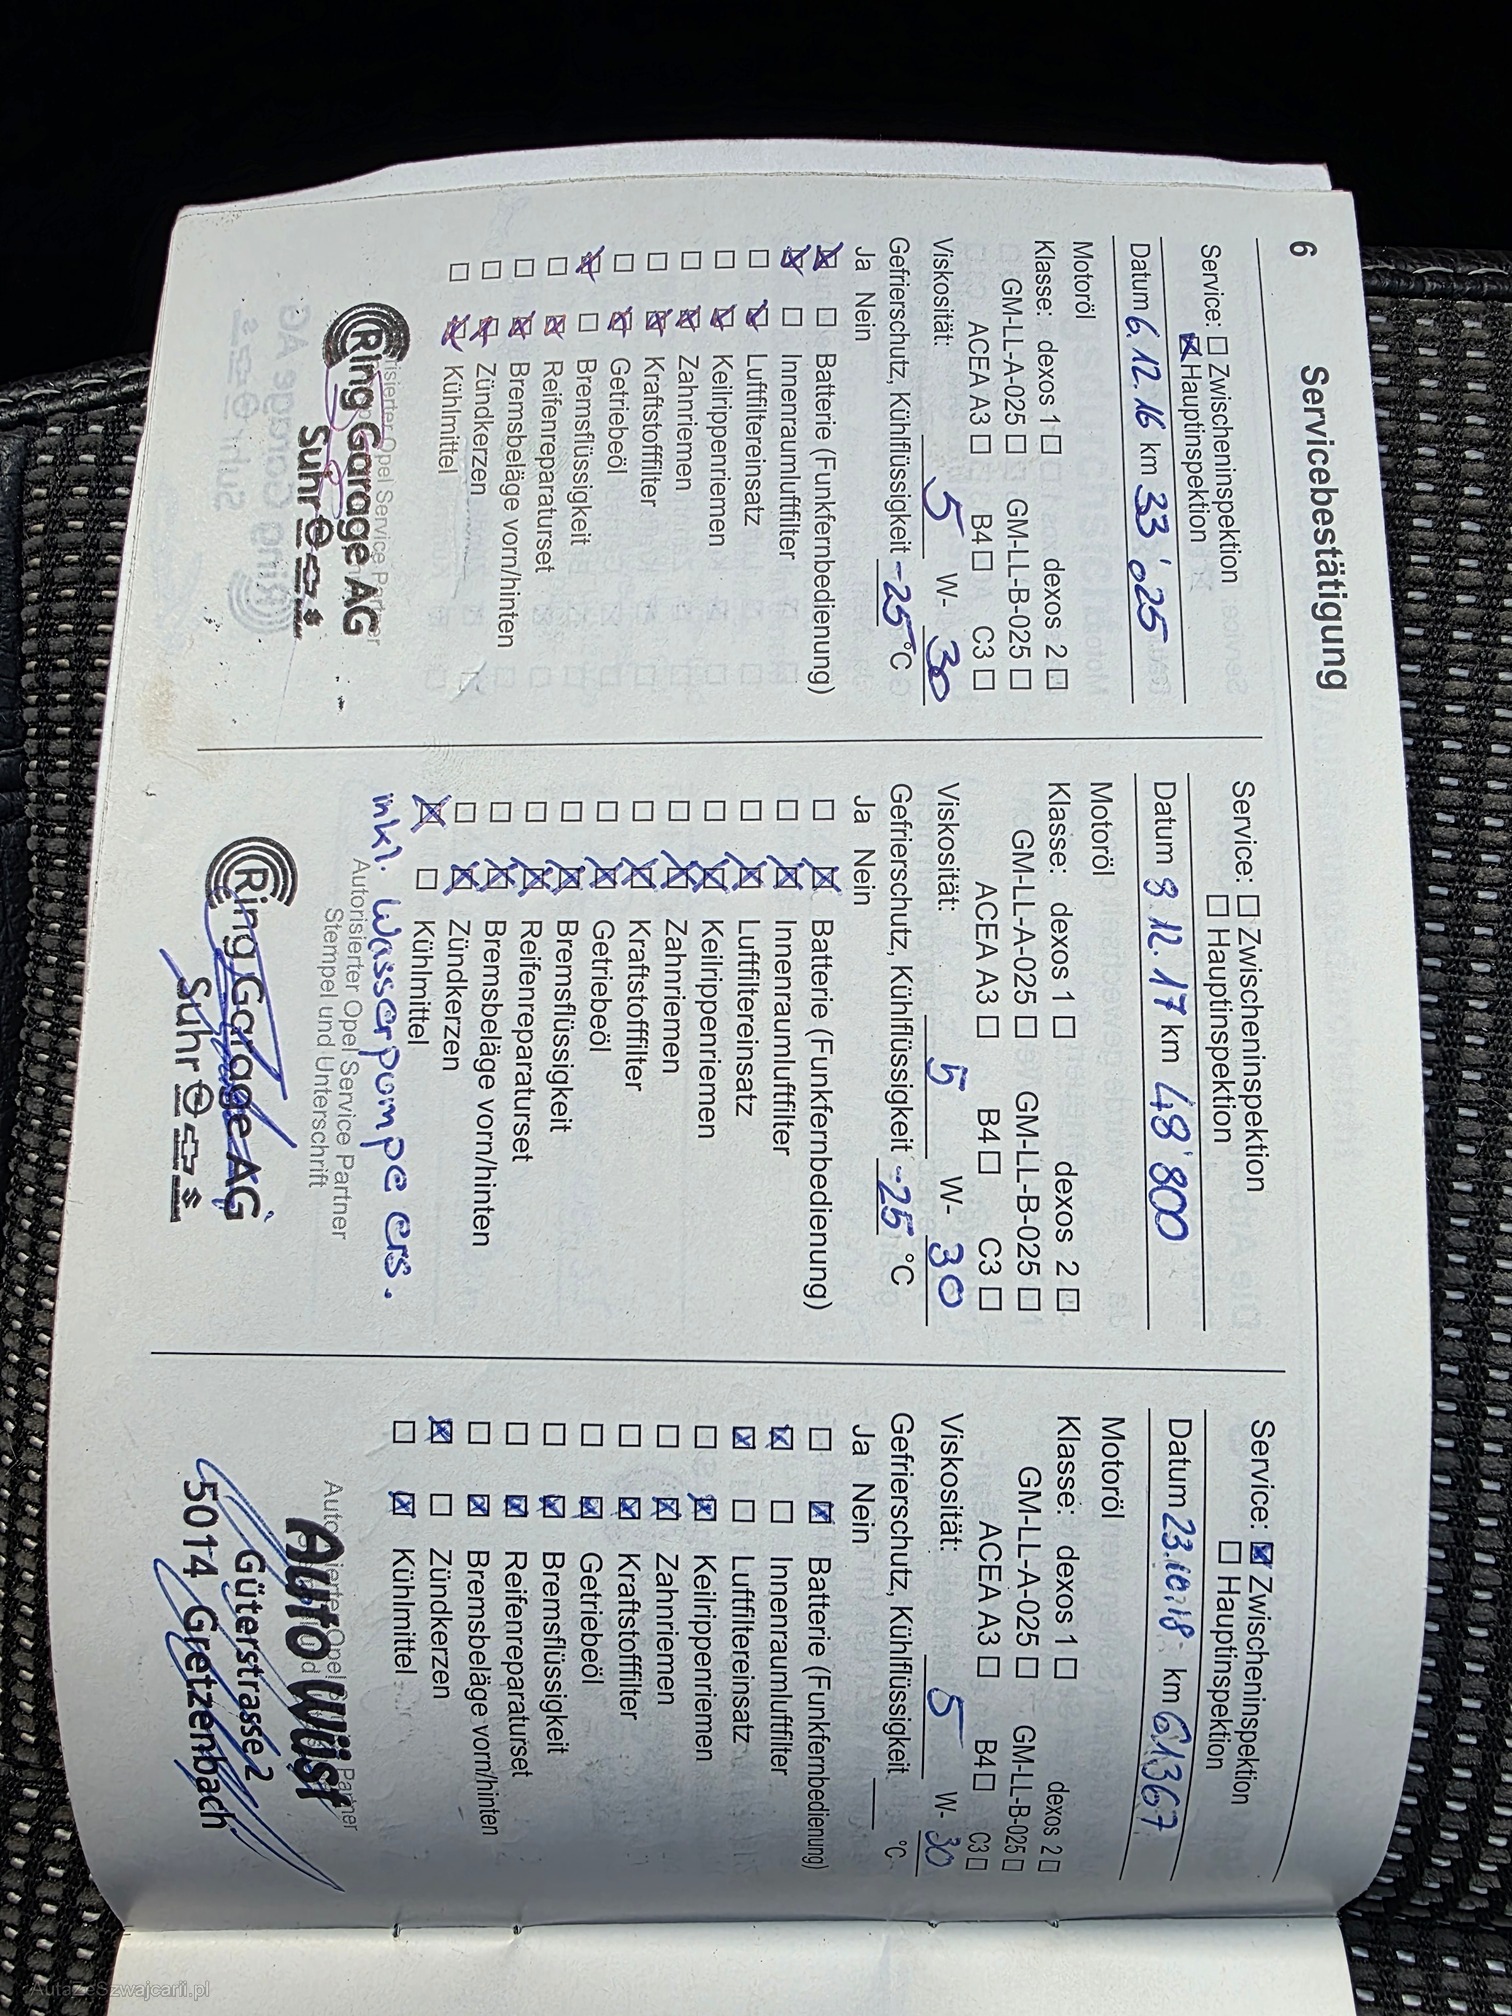 6 Servicebestätigung
Service: ☐ Zwischeninspektion
☒ Hauptinspektion
Datum 6.12.16 km 33'025
Motoröl
Klasse: dexos 1 ☐ dexos 2 ☐
GM-LL-A-025 ☐ GM-LL-B-025 ☐
ACEA A3 ☐ B4 ☐ C3 ☐
Viskosität: 5 W- 30
Gefrierschutz, Kühlflüssigkeit -25 °C
Ja Nein
☒ ☐ Batterie (Funkfernbedienung)
☒ ☐ Innenraumluftfilter
☐ ☒ Luftfiltereinsatz
☐ ☒ Keilrippenriemen
☐ ☒ Zahnriemen
☐ ☒ Kraftstofffilter
☐ ☒ Getriebeöl
☒ ☐ Bremsflüssigkeit
☐ ☒ Reifenreparaturset
☐ ☒ Bremsbeläge vorn/hinten
☐ ☒ Zündkerzen
☐ ☒ Kühlmittel
Opel Service Partner
Ring Garage AG
Suhr
Service: ☐ Zwischeninspektion
☐ Hauptinspektion
Datum 9.12.17 km 48'800
Motoröl
Klasse: dexos 1 ☐ dexos 2 ☐
GM-LL-A-025 ☐ GM-LL-B-025 ☐
ACEA A3 ☐ B4 ☐ C3 ☐
Viskosität: 5 W- 30
Gefrierschutz, Kühlflüssigkeit -25 °C
Ja Nein
☐ ☒ Batterie (Funkfernbedienung)
☐ ☒ Innenraumluftfilter
☐ ☒ Luftfiltereinsatz
☐ ☒ Keilrippenriemen
☐ ☒ Zahnriemen
☐ ☒ Kraftstofffilter
☐ ☒ Getriebeöl
☐ ☒ Bremsflüssigkeit
☐ ☒ Reifenreparaturset
☐ ☒ Bremsbeläge vorn/hinten
☐ ☒ Zündkerzen
☒ ☐ Kühlmittel
inkl. Wasserpompe ers.
Autorisierter Opel Service Partner
Stempel und Unterschrift
Ring Garage AG
Suhr
Service: ☒ Zwischeninspektion
☐ Hauptinspektion
Datum 23.10.18 km 61367
Motoröl
Klasse: dexos 1 ☐ dexos 2 ☐
GM-LL-A-025 ☐ GM-LL-B-025 ☐
ACEA A3 ☐ B4 ☐ C3 ☐
Viskosität: 5 W- 30
Gefrierschutz, Kühlflüssigkeit °C
Ja Nein
☐ ☒ Batterie (Funkfernbedienung)
☒ ☐ Innenraumluftfilter
☒ ☐ Luftfiltereinsatz
☐ ☒ Keilrippenriemen
☐ ☒ Zahnriemen
☐ ☒ Kraftstofffilter
☐ ☒ Getriebeöl
☐ ☒ Bremsflüssigkeit
☐ ☒ Reifenreparaturset
☐ ☒ Bremsbeläge vorn/hinten
☒ ☐ Zündkerzen
☐ ☒ Kühlmittel
Auto Wüst
Güterstrasse 2
5014 Gretzenbach
AutazeSzwajcarii.pl